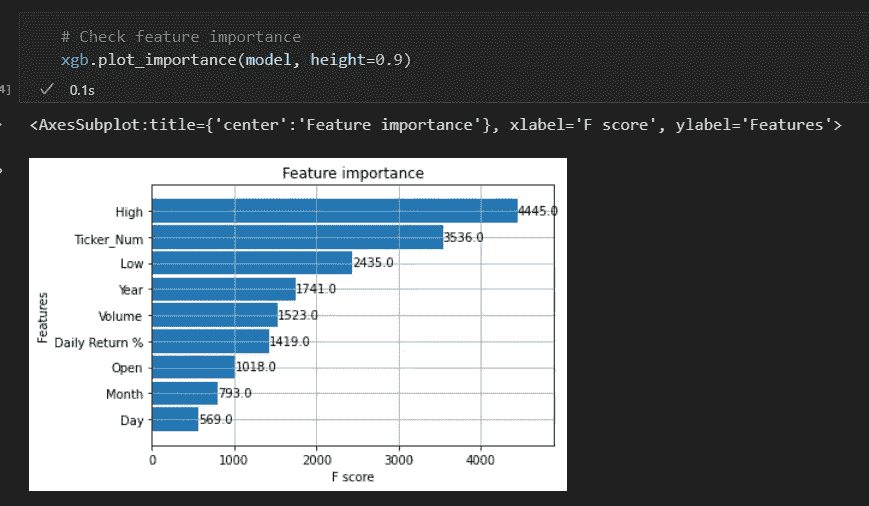 # Check feature importance
xgb.plot_importance(model, height=0.9)
4]
0.1s
<AxesSubplot:title={'center':'Feature importance'}, xlabel='F score', ylabel='Features'>
Feature importance
High 4445.0
Ticker_Num 3536.0
Low 2435.0
Year 1741.0
Volume 1523.0
Daily Return % 1419.0
Open 1018.0
Month 793.0
Day 569.0
Features
0 1000 2000 3000 4000
F score